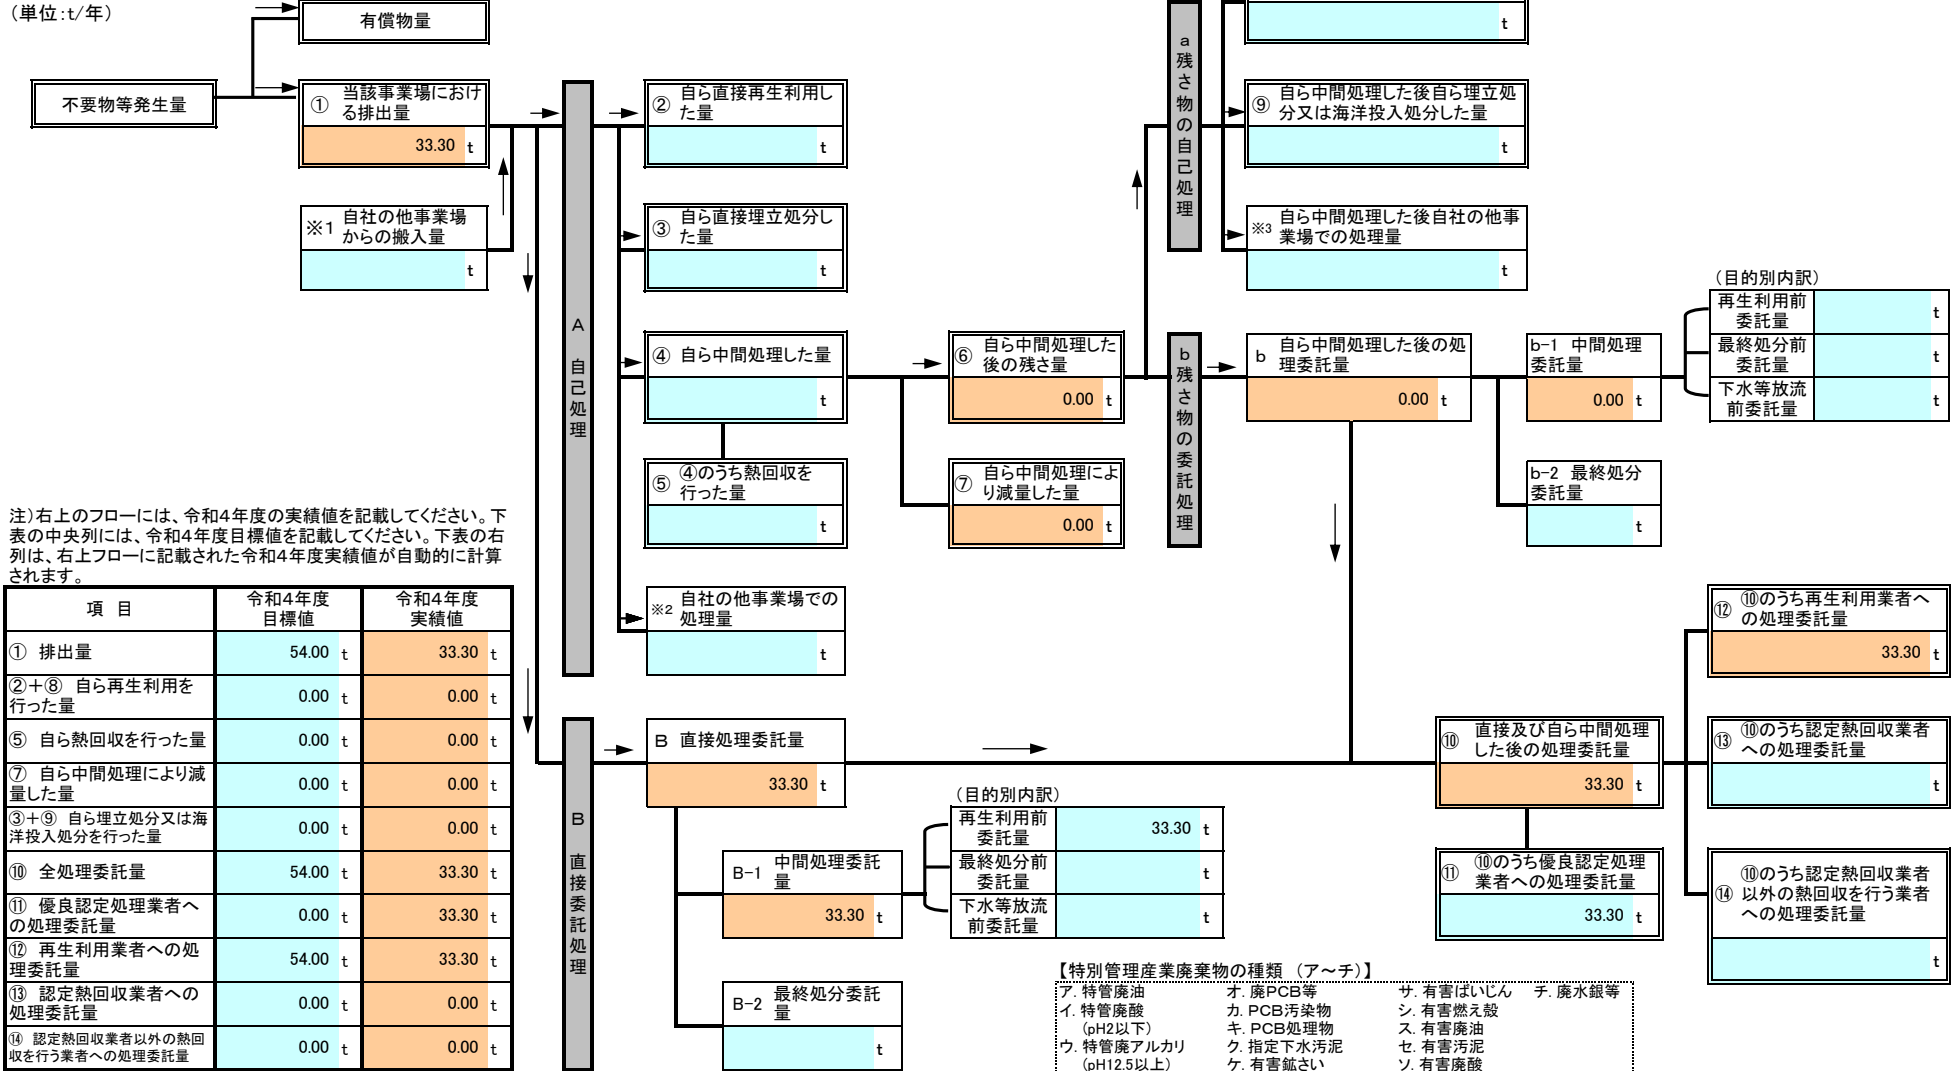 （単位：t/年）
有償物量
不要物等発生量
① 当該事業場におけ
る排出量
33.30 t
※1 自社の他事業場
からの搬入量
t
A 自己処理
② 自ら直接再生利用し
た量
t
③ 自ら直接埋立処分し
た量
t
④ 自ら中間処理した量
t
⑤ ④のうち熱回収を
行った量
t
※2 自社の他事業場での
処理量
t
⑥ 自ら中間処理した
後の残さ量
0.00 t
⑦ 自ら中間処理によ
り減量した量
0.00 t
a 残さ物の自己処理
t
⑨ 自ら中間処理した後自ら埋立処
分又は海洋投入処分した量
t
※3 自ら中間処理した後自社の他事
業場での処理量
t
b 残さ物の委託処理
b 自ら中間処理した後の処
理委託量
0.00 t
b-1 中間処理
委託量
0.00 t
b-2 最終処分
委託量
t
（目的別内訳）
再生利用前
委託量
t
最終処分前
委託量
t
下水等放流
前委託量
t
注）右上のフローには、令和4年度の実績値を記載してください。下
表の中央列には、令和4年度目標値を記載してください。下表の右
列は、右上フローに記載された令和4年度実績値が自動的に計算
されます。
項 目 令和4年度 目標値 令和4年度 実績値
① 排出量 54.00 t 33.30 t
②＋⑧ 自ら再生利用を
行った量 0.00 t 0.00 t
⑤ 自ら熱回収を行った量 0.00 t 0.00 t
⑦ 自ら中間処理により減
量した量 0.00 t 0.00 t
③＋⑨ 自ら埋立処分又は海
洋投入処分を行った量 0.00 t 0.00 t
⑩ 全処理委託量 54.00 t 33.30 t
⑪ 優良認定処理業者へ
の処理委託量 0.00 t 33.30 t
⑫ 再生利用業者への処
理委託量 54.00 t 33.30 t
⑬ 認定熱回収業者への
処理委託量 0.00 t 0.00 t
⑭ 認定熱回収業者以外の熱回
収を行う業者への処理委託量 0.00 t 0.00 t
B 直接委託処理
B 直接処理委託量
33.30 t
B-1 中間処理委託
量
33.30 t
B-2 最終処分委託
量
t
（目的別内訳）
再生利用前
委託量
33.30 t
最終処分前
委託量
t
下水等放流
前委託量
t
⑩ 直接及び自ら中間処理
した後の処理委託量
33.30 t
⑪ ⑩のうち優良認定処理
業者への処理委託量
33.30 t
⑫ ⑩のうち再生利用業者へ
の処理委託量
33.30 t
⑬ ⑩のうち認定熱回収業者
への処理委託量
t
⑭ ⑩のうち認定熱回収業者
以外の熱回収を行う業者
への処理委託量
t
【特別管理産業廃棄物の種類 （ア～チ）】
ア．特管廃油 オ．廃PCB等 サ．有害ばいじん チ．廃水銀等
イ．特管廃酸 カ．PCB汚染物 シ．有害燃え殻
（pH2以下） キ．PCB処理物 ス．有害廃油
ウ．特管廃アルカリ ク．指定下水汚泥 セ．有害汚泥
（pH12.5以上） ケ．有害鉱さい ソ．有害廃酸